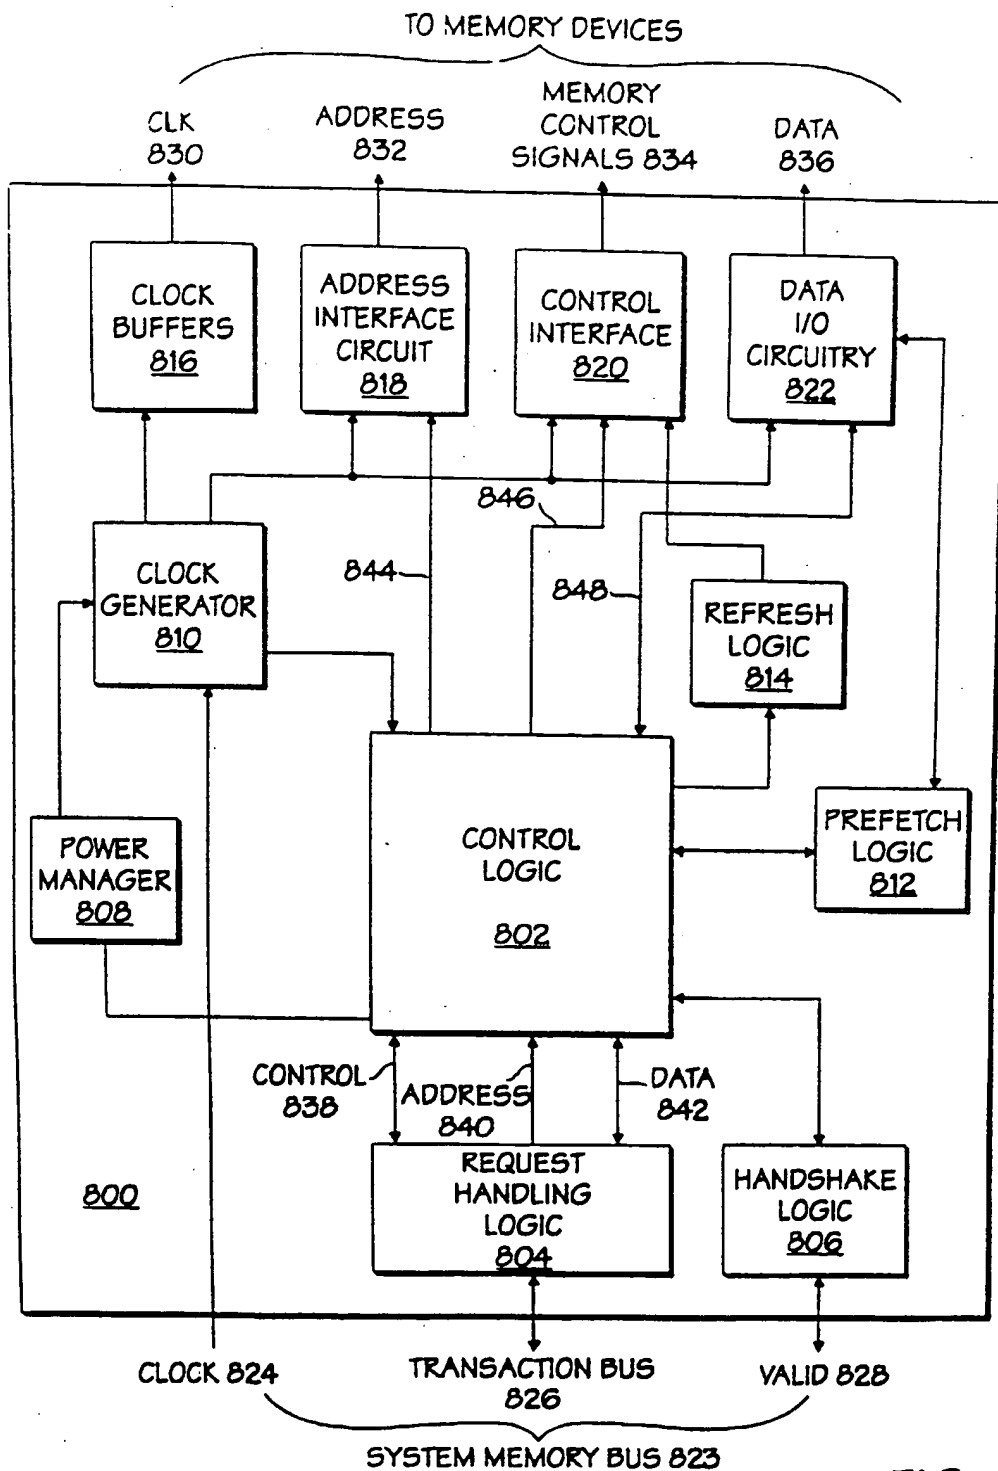 TO MEMORY DEVICES
CLK
830
ADDRESS
832
MEMORY
CONTROL
SIGNALS 834
DATA
836
CLOCK
BUFFERS
816
ADDRESS
INTERFACE
CIRCUIT
818
CONTROL
INTERFACE
820
DATA
I/O
CIRCUITRY
822
846
CLOCK
GENERATOR
810
844
848
REFRESH
LOGIC
814
POWER
MANAGER
808
CONTROL
LOGIC
802
PREFETCH
LOGIC
812
CONTROL
838
ADDRESS
840
DATA
842
800
REQUEST
HANDLING
LOGIC
804
HANDSHAKE
LOGIC
806
CLOCK 824
TRANSACTION BUS
826
VALID 828
SYSTEM MEMORY BUS 823